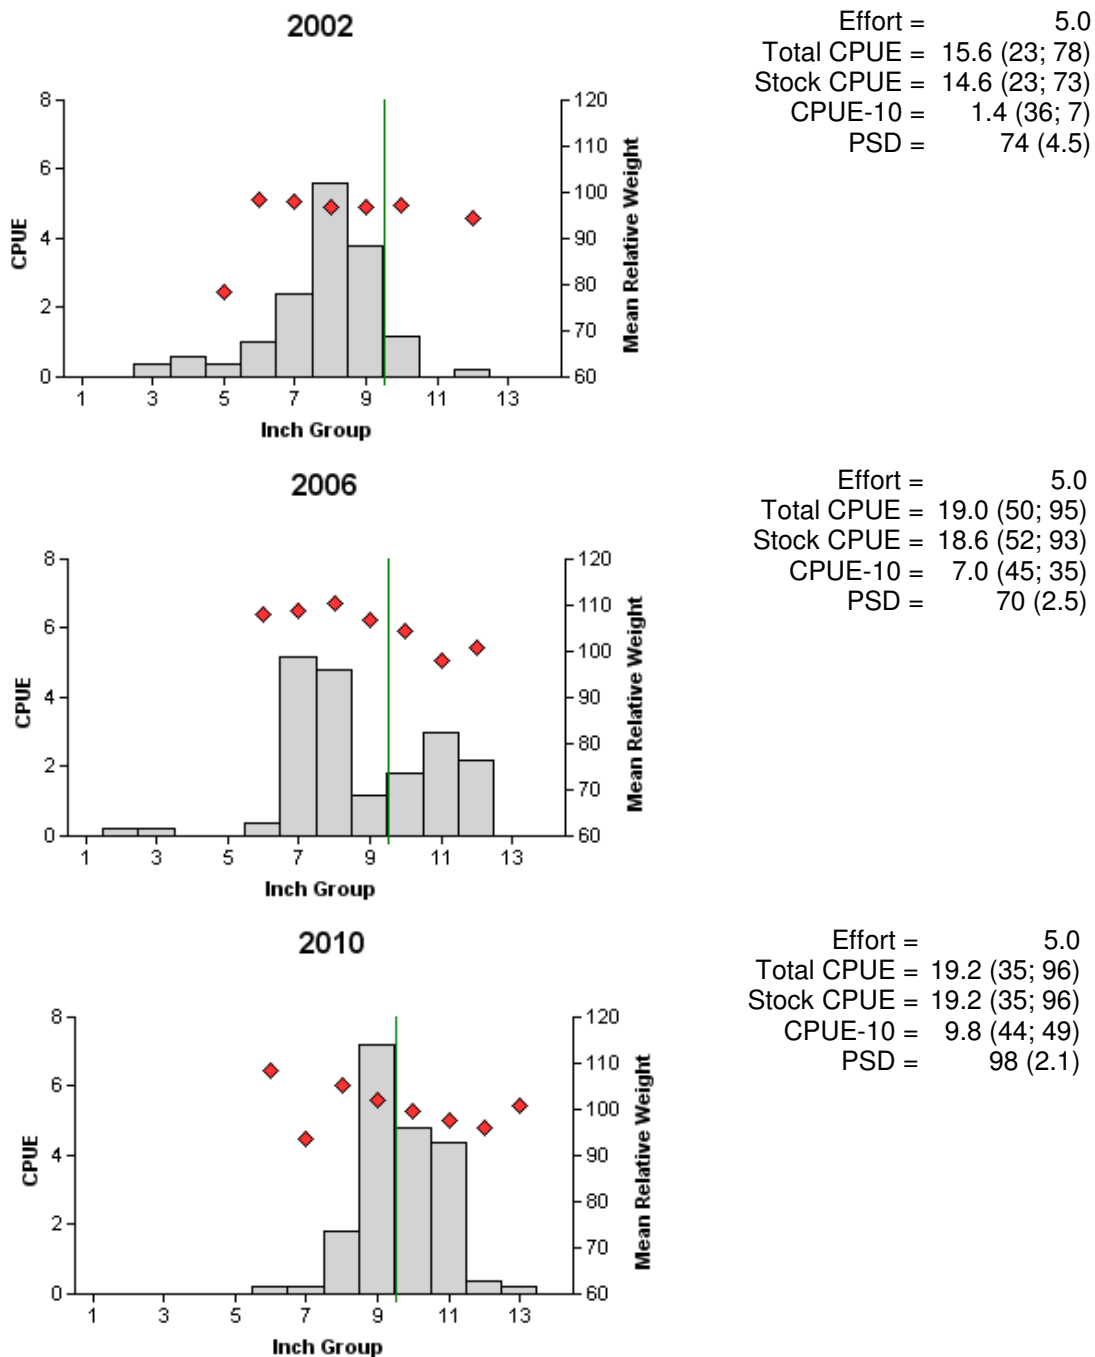 2002
Effort = 5.0
Total CPUE = 15.6 (23; 78)
Stock CPUE = 14.6 (23; 73)
CPUE-10 = 1.4 (36; 7)
PSD = 74 (4.5)
8
6
4
2
0
CPUE
120
110
100
90
80
70
60
Mean Relative Weight
1 3 5 7 9 11 13
Inch Group
2006
Effort = 5.0
Total CPUE = 19.0 (50; 95)
Stock CPUE = 18.6 (52; 93)
CPUE-10 = 7.0 (45; 35)
PSD = 70 (2.5)
8
6
4
2
0
CPUE
120
110
100
90
80
70
60
Mean Relative Weight
1 3 5 7 9 11 13
Inch Group
2010
Effort = 5.0
Total CPUE = 19.2 (35; 96)
Stock CPUE = 19.2 (35; 96)
CPUE-10 = 9.8 (44; 49)
PSD = 98 (2.1)
8
6
4
2
0
CPUE
120
110
100
90
80
70
60
Mean Relative Weight
1 3 5 7 9 11 13
Inch Group